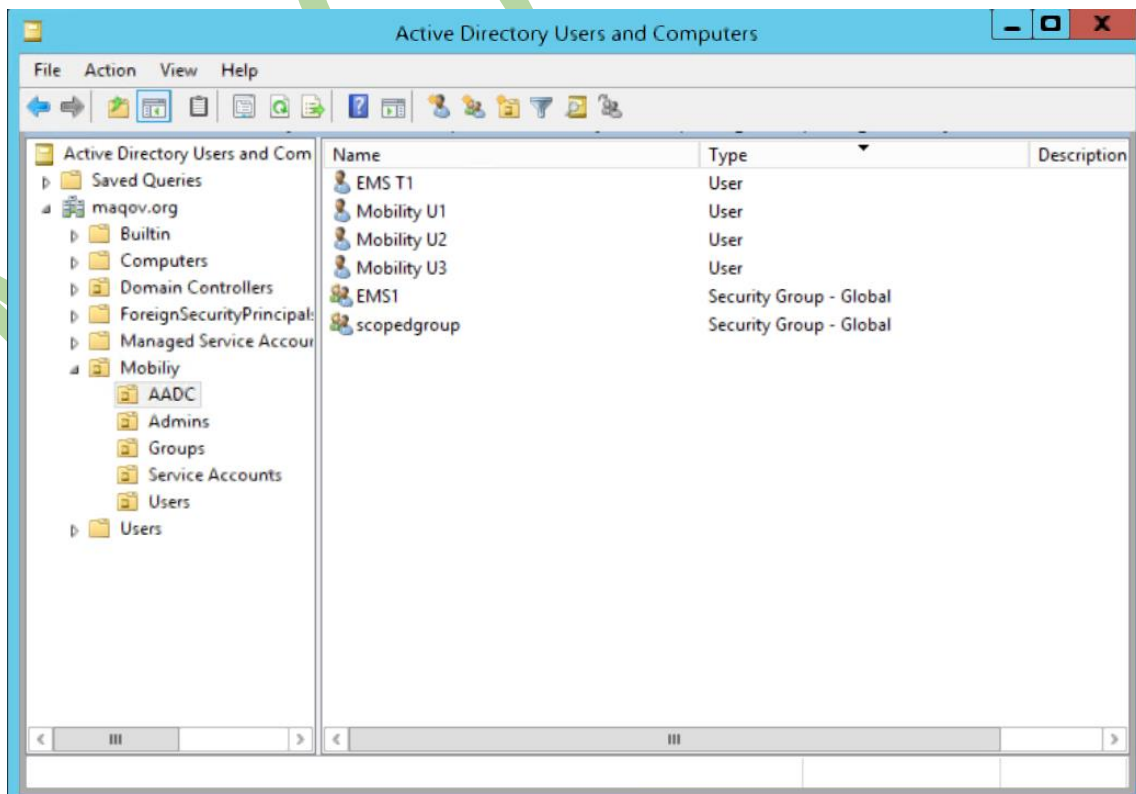 Active Directory Users and Computers
File Action View Help
Active Directory Users and Com
Saved Queries
maqov.org
Builtin
Computers
Domain Controllers
ForeignSecurityPrincipals
Managed Service Accour
Mobiliy
AADC
Admins
Groups
Service Accounts
Users
Users
Name Type Description
EMS T1 User
Mobility U1 User
Mobility U2 User
Mobility U3 User
EMS1 Security Group - Global
scopedgroup Security Group - Global